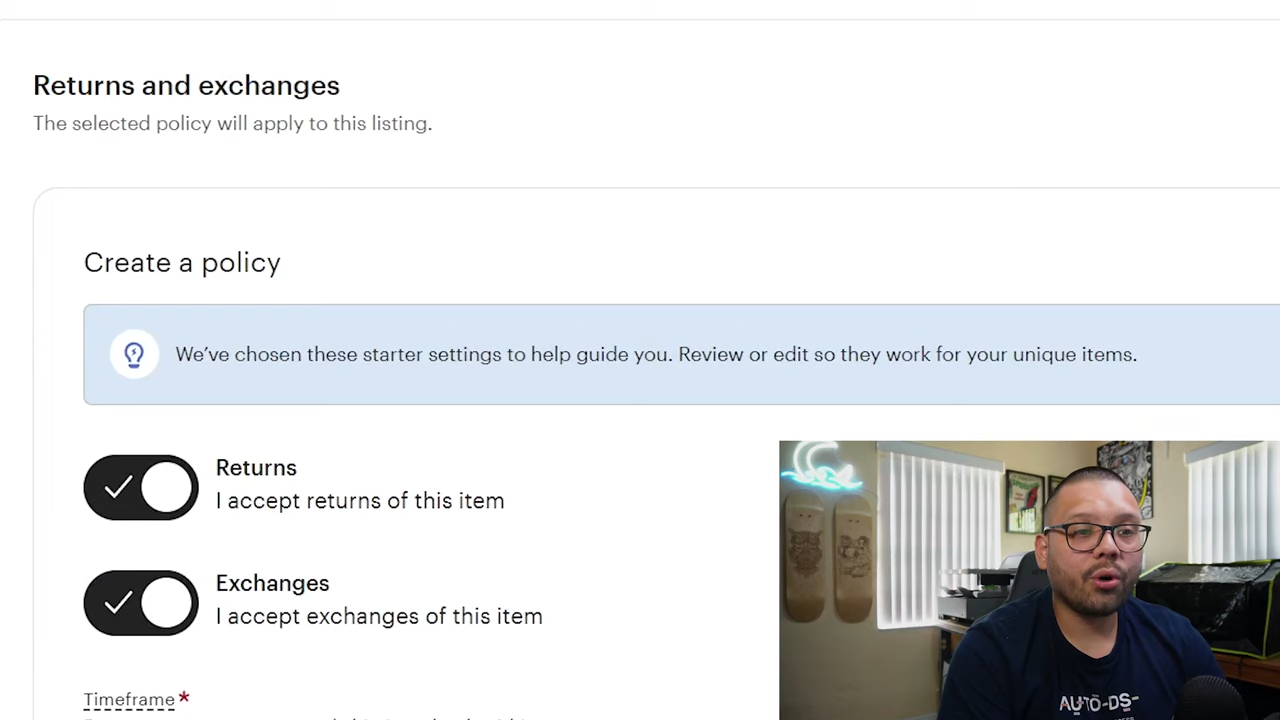 Returns and exchanges
The selected policy will apply to this listing.
Create a policy
We've chosen these starter settings to help guide you. Review or edit so they work for your unique items.
Returns
I accept returns of this item
Exchanges
I accept exchanges of this item
Timeframe*
AUTO-DS-